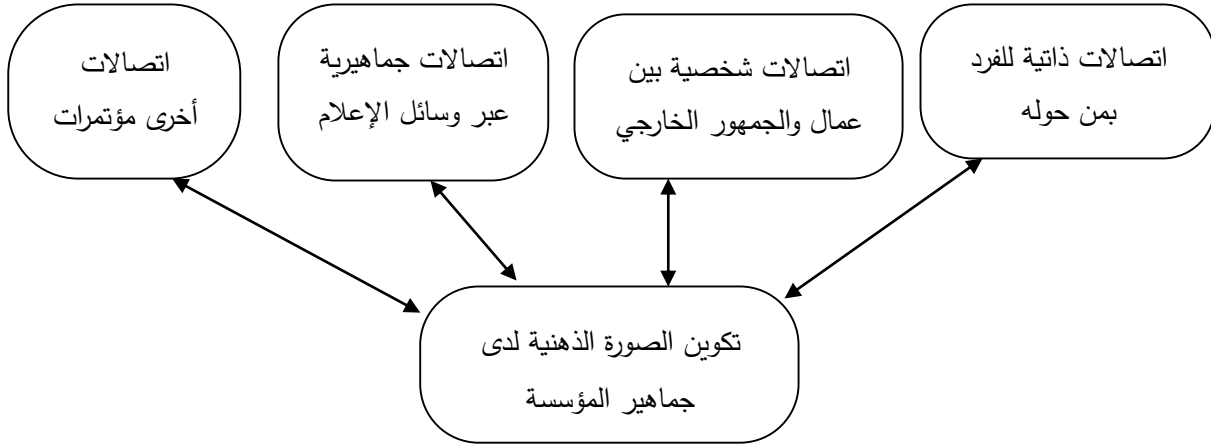 اتصالات ذاتية للفرد
بمن حوله
اتصالات شخصية بين
عمال والجمهور الخارجي
اتصالات جماهيرية
عبر وسائل الإعلام
اتصالات
أخرى مؤتمرات
تكوين الصورة الذهنية لدى
جماهير المؤسسة